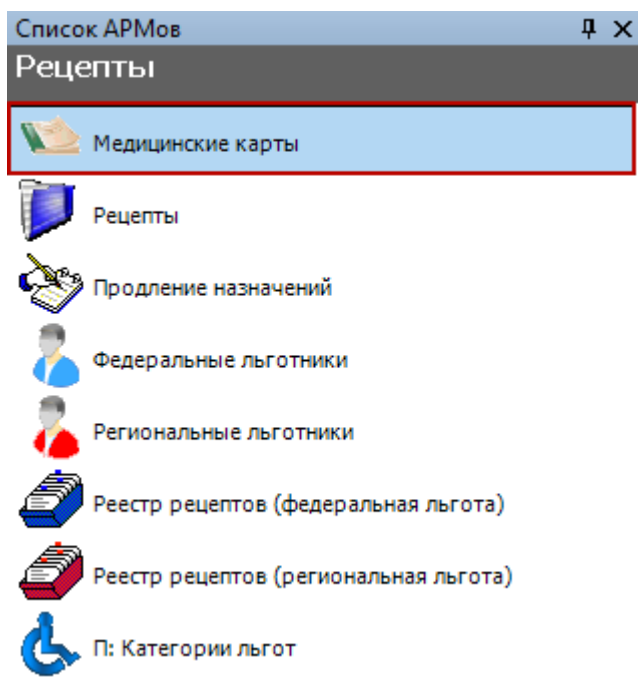 Список АРМов
Рецепты
Медицинские карты
Рецепты
Продление назначений
Федеральные льготники
Региональные льготники
Реестр рецептов (федеральная льгота)
Реестр рецептов (региональная льгота)
П: Категории льгот